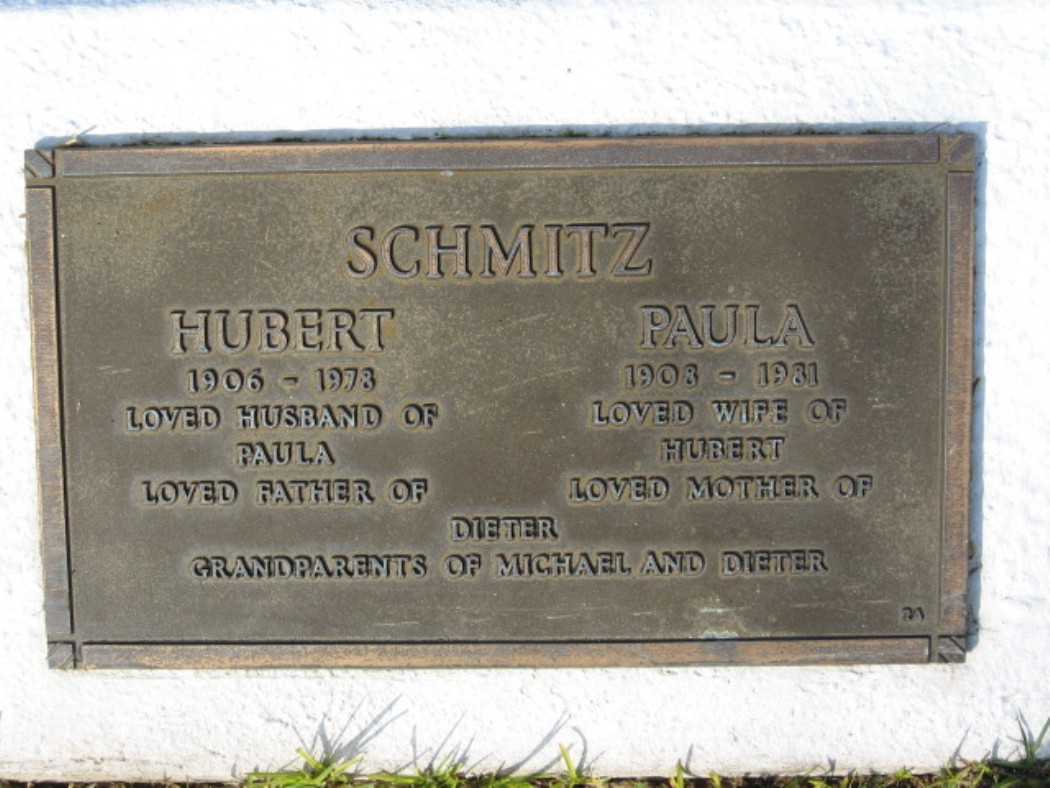 SCHMITZ
HUBERT PAULA
1906 - 1978 1908 - 1981
LOVED HUSBAND OF LOVED WIFE OF
PAULA HUBERT
LOVED FATHER OF LOVED MOTHER OF
DIETER
GRANDPARENTS OF MICHAEL AND DIETER